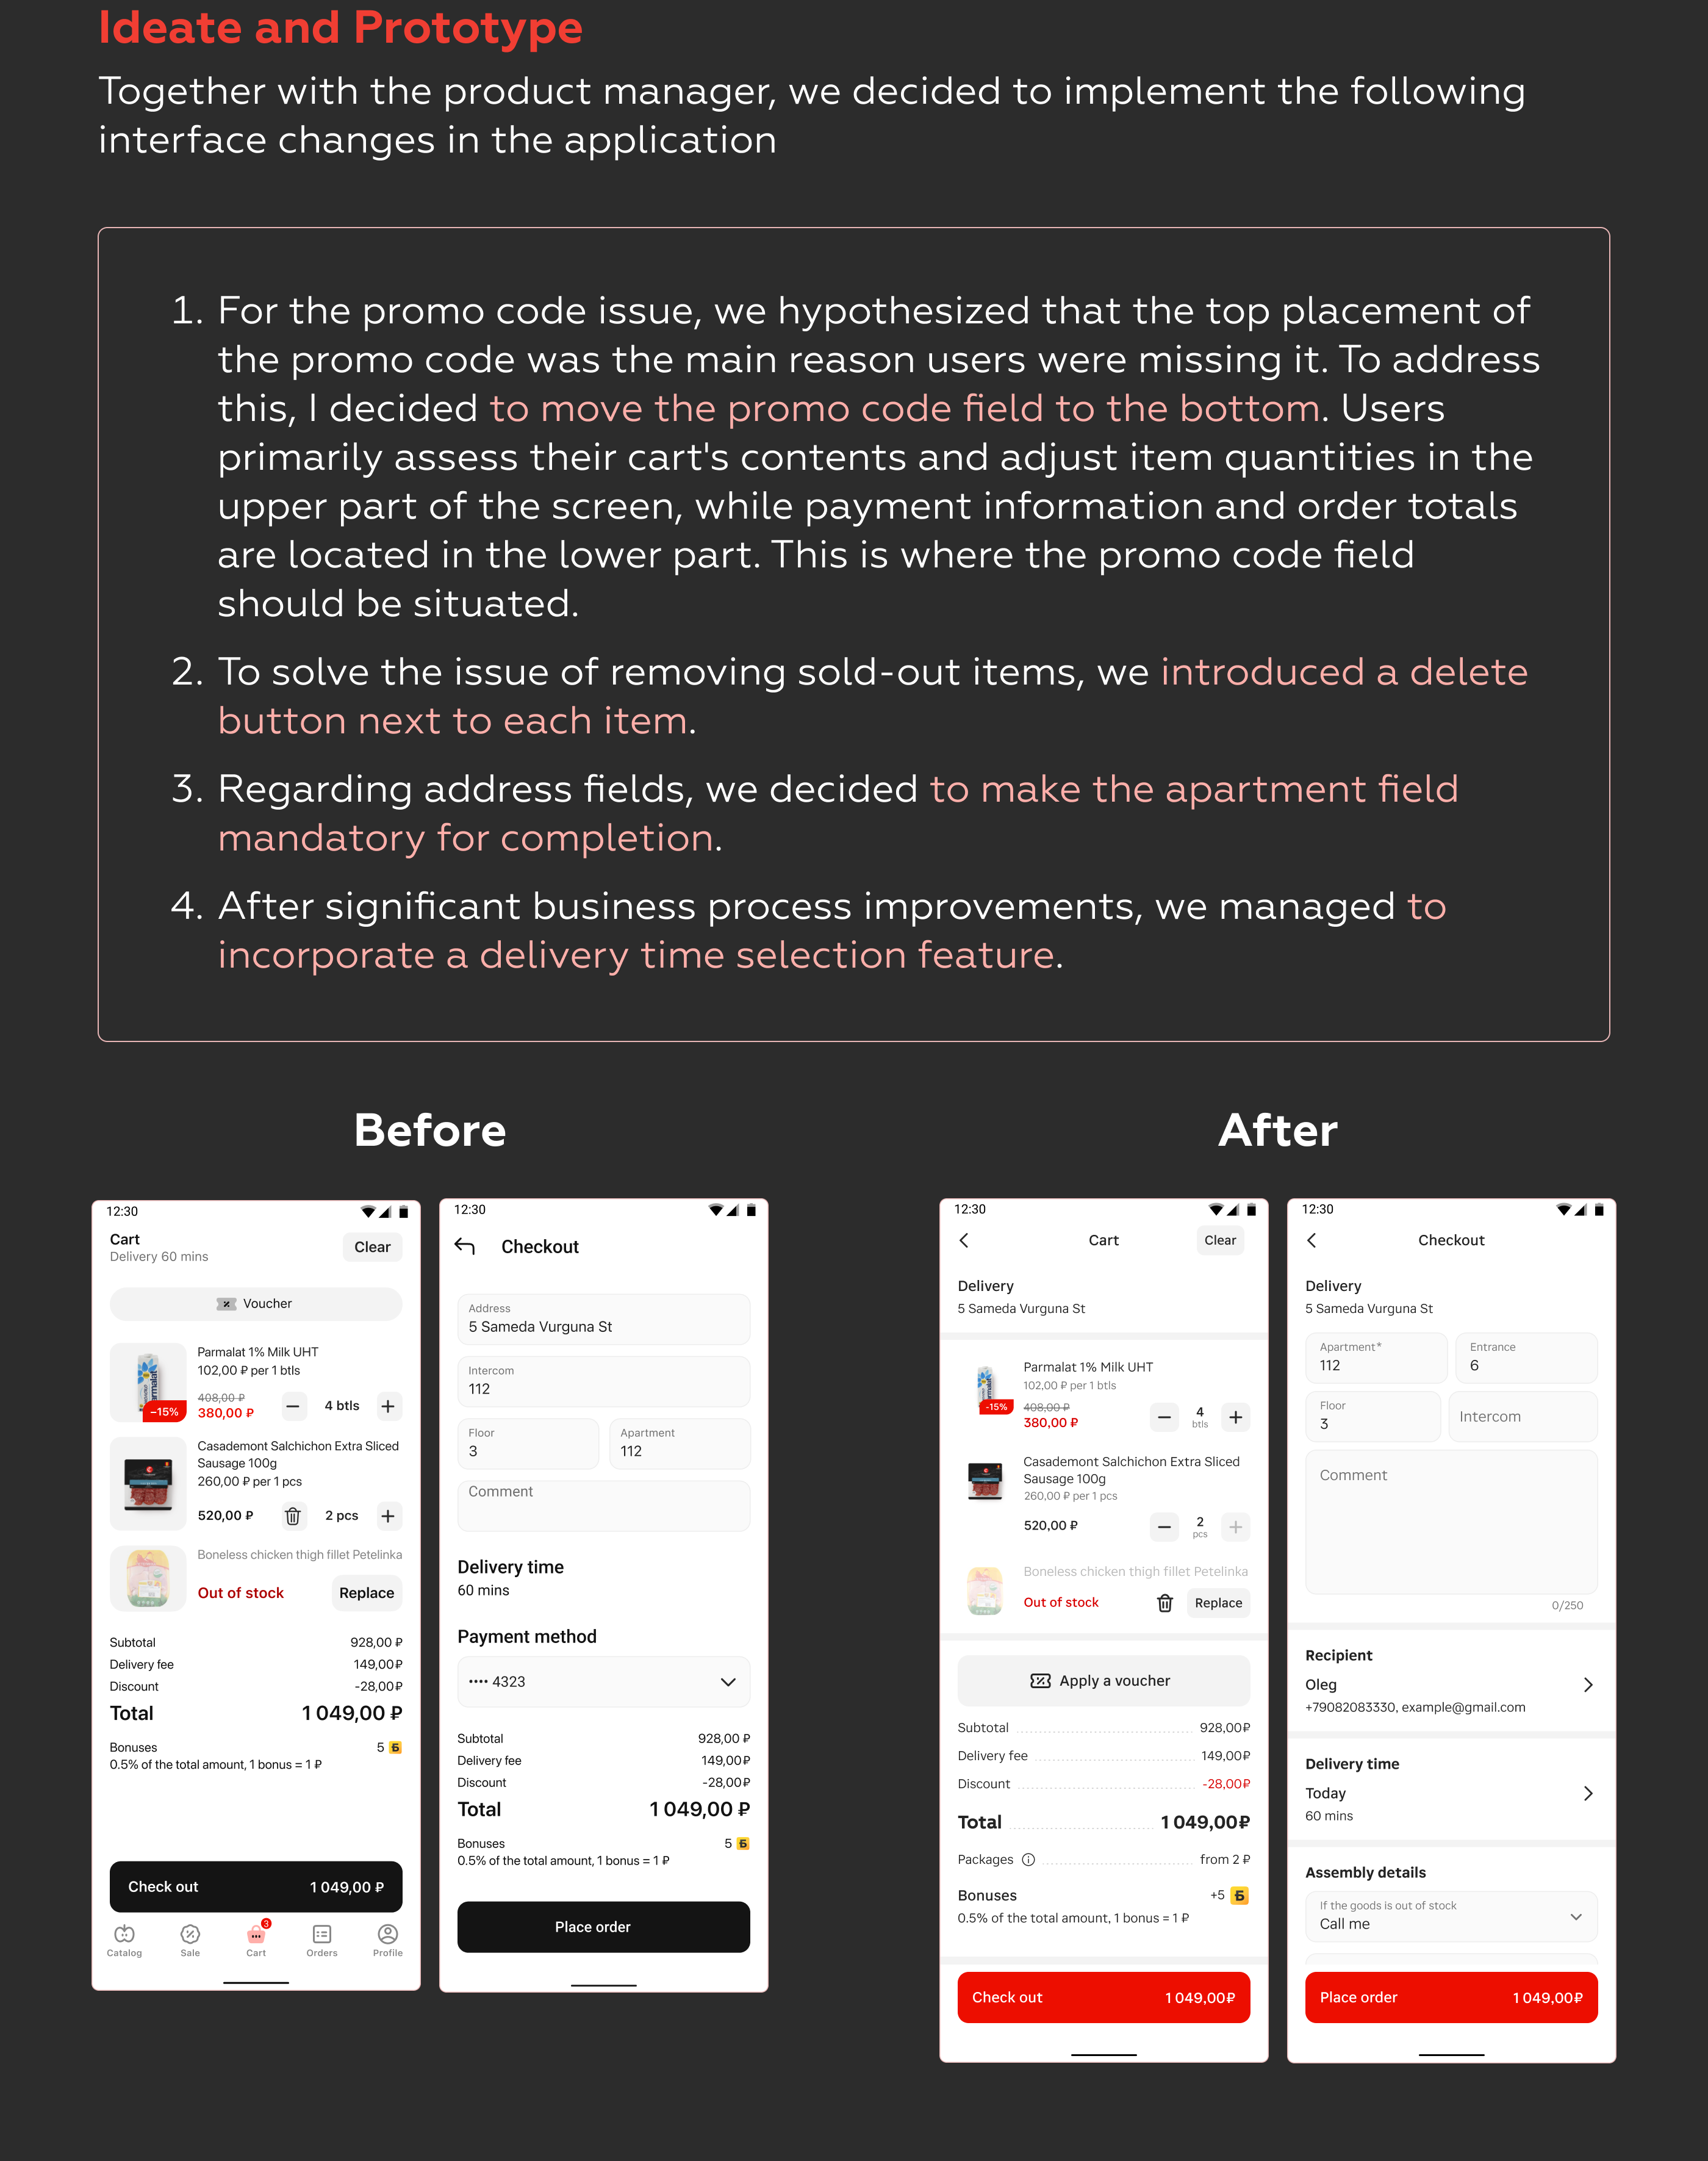 Ideate and Prototype
Together with the product manager, we decided to implement the following
interface changes in the application
1. For the promo code issue, we hypothesized that the top placement of
the promo code was the main reason users were missing it. To address
this, I decided to move the promo code field to the bottom. Users
primarily assess their cart's contents and adjust item quantities in the
upper part of the screen, while payment information and order totals
are located in the lower part. This is where the promo code field
should be situated.
2. To solve the issue of removing sold-out items, we introduced a delete
button next to each item.
3. Regarding address fields, we decided to make the apartment field
mandatory for completion.
4. After significant business process improvements, we managed to
incorporate a delivery time selection feature.
Before
12:30
Cart
Delivery 60 mins
Clear
Voucher
Parmalat 1% Milk UHT
102,00 ₽ per 1 btls
408,00 ₽
380,00 ₽
4 btls
-15%
Casademont Salchichon Extra Sliced
Sausage 100g
260,00 ₽ per 1 pcs
520,00 ₽
2 pcs
Boneless chicken thigh fillet Petelinka
Out of stock
Replace
Subtotal 928,00 ₽
Delivery fee 149,00₽
Discount -28,00₽
Total 1 049,00 ₽
Bonuses 5 Б
0.5% of the total amount, 1 bonus = 1 ₽
Check out 1 049,00 ₽
3
Catalog Sale Cart Orders Profile
12:30
Checkout
Address
5 Sameda Vurguna St
Intercom
112
Floor
3
Apartment
112
Comment
Delivery time
60 mins
Payment method
•••• 4323
Subtotal 928,00 ₽
Delivery fee 149,00₽
Discount -28,00₽
Total 1 049,00 ₽
Bonuses 5 Б
0.5% of the total amount, 1 bonus = 1 ₽
Place order
After
12:30
Cart
Clear
Delivery
5 Sameda Vurguna St
Parmalat 1% Milk UHT
102,00 ₽ per 1 btls
408,00 ₽
380,00 ₽
4
btls
-15%
Casademont Salchichon Extra Sliced
Sausage 100g
260,00 ₽ per 1 pcs
520,00 ₽
2
pcs
Boneless chicken thigh fillet Petelinka
Out of stock
Replace
Apply a voucher
Subtotal 928,00₽
Delivery fee 149,00₽
Discount -28,00₽
Total 1 049,00₽
Packages from 2 ₽
Bonuses +5 Б
0.5% of the total amount, 1 bonus = 1 ₽
Check out 1 049,00₽
12:30
Checkout
Delivery
5 Sameda Vurguna St
Apartment*
112
Entrance
6
Floor
3
Intercom
Comment
0/250
Recipient
Oleg
+79082083330, example@gmail.com
Delivery time
Today
60 mins
Assembly details
If the goods is out of stock
Call me
Place order 1 049,00₽